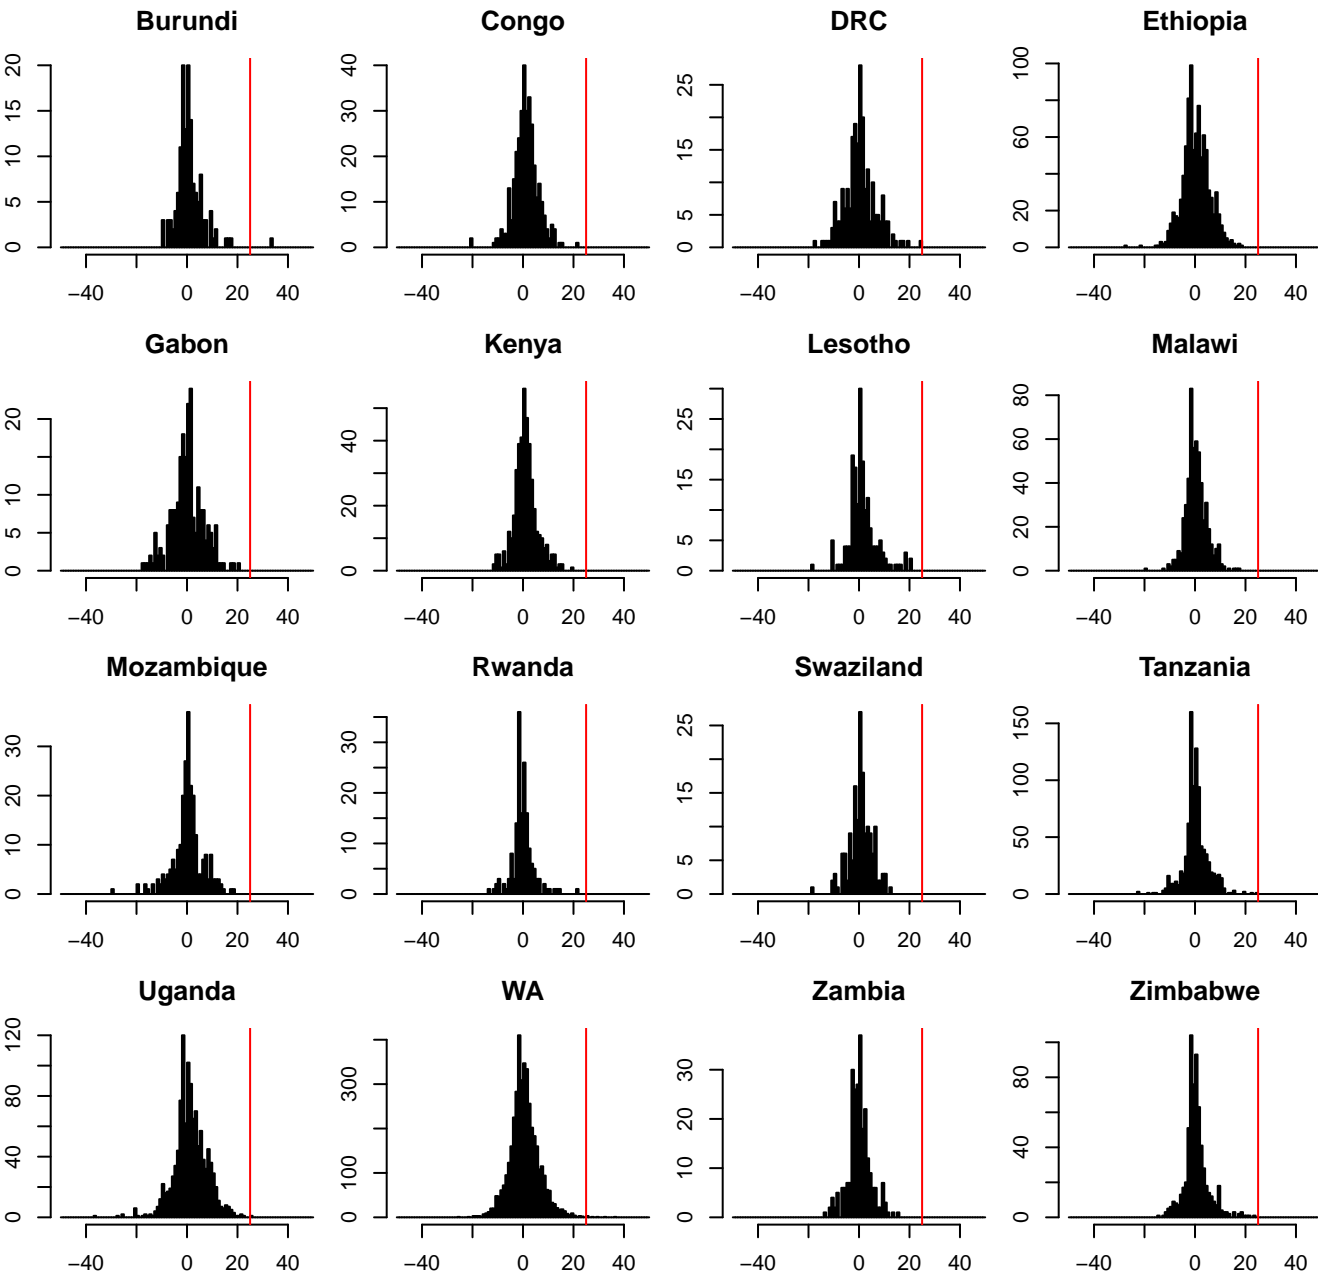 Burundi Congo DRC Ethiopia
0 5 10 15 20
−40 0 20 40
0 10 20 30 40
−40 0 20 40
0 5 15 25
−40 0 20 40
0 20 60 100
−40 0 20 40
Gabon Kenya Lesotho Malawi
0 5 10 20
−40 0 20 40
0 20 40
−40 0 20 40
0 5 15 25
−40 0 20 40
0 20 40 60 80
−40 0 20 40
Mozambique Rwanda Swaziland Tanzania
0 10 20 30
−40 0 20 40
0 10 20 30
−40 0 20 40
0 5 15 25
−40 0 20 40
0 50 100 150
−40 0 20 40
Uganda WA Zambia Zimbabwe
0 40 80 120
−40 0 20 40
0 100 300
−40 0 20 40
0 10 20 30
−40 0 20 40
0 40 80
−40 0 20 40